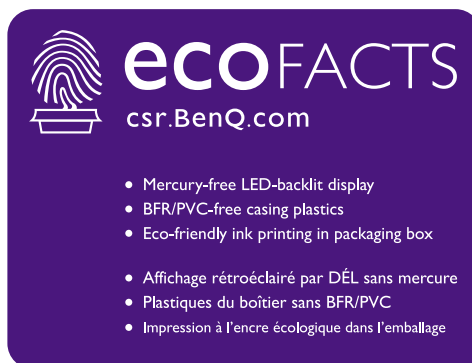 ecoFACTS
csr.BenQ.com
• Mercury-free LED-backlit display
• BFR/PVC-free casing plastics
• Eco-friendly ink printing in packaging box
• Affichage rétroéclairé par DÉL sans mercure
• Plastiques du boîtier sans BFR/PVC
• Impression à l'encre écologique dans l'emballage